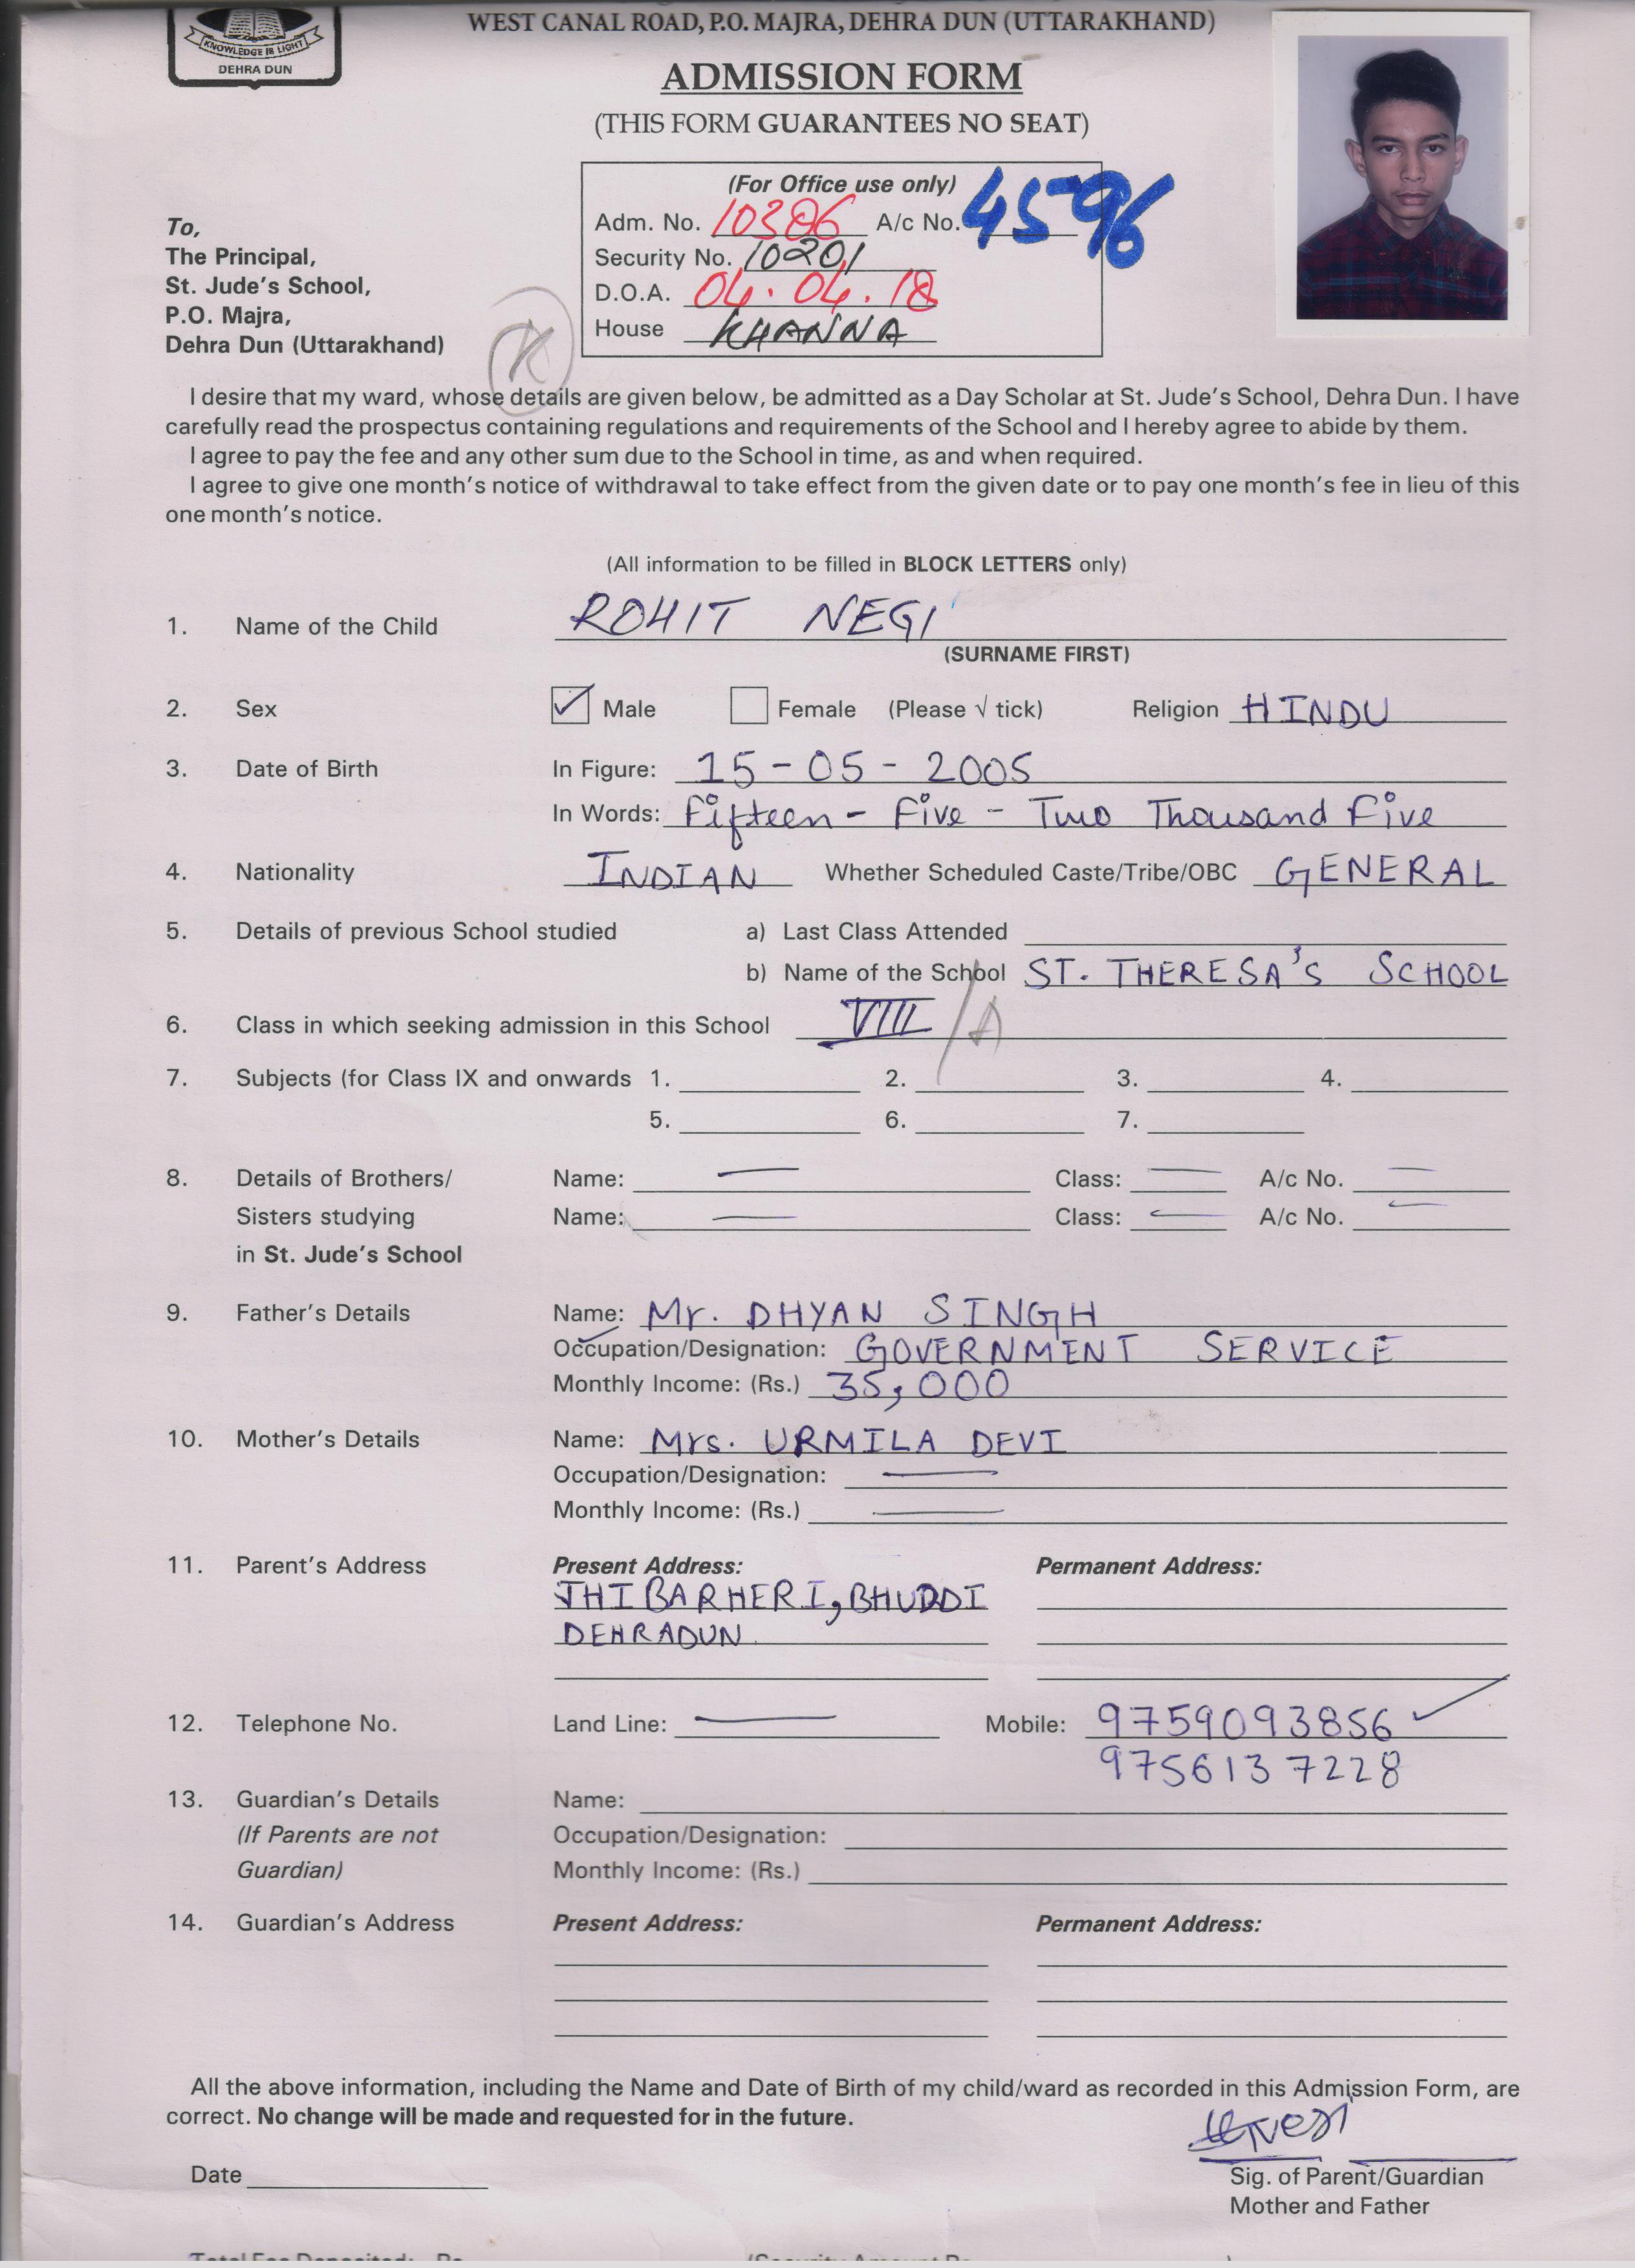 KNOWLEDGE IS LIGHT
DEHRA DUN
WEST CANAL ROAD, P.O. MAJRA, DEHRA DUN (UTTARAKHAND)
ADMISSION FORM
(THIS FORM GUARANTEES NO SEAT)
(For Office use only)
Adm. No. 10386 A/c No. 4596
Security No. 10201
D.O.A. 04.04.18
House KHANNA
To,
The Principal,
St. Jude's School,
P.O. Majra,
Dehra Dun (Uttarakhand)
K
I desire that my ward, whose details are given below, be admitted as a Day Scholar at St. Jude's School, Dehra Dun. I have
carefully read the prospectus containing regulations and requirements of the School and I hereby agree to abide by them.
I agree to pay the fee and any other sum due to the School in time, as and when required.
I agree to give one month's notice of withdrawal to take effect from the given date or to pay one month's fee in lieu of this
one month's notice.
(All information to be filled in BLOCK LETTERS only)
1. Name of the Child ROHIT NEGI
(SURNAME FIRST)
2. Sex ✓ Male Female (Please √ tick) Religion HINDU
3. Date of Birth In Figure: 15-05-2005
In Words: Fifteen - Five - Two Thousand Five
4. Nationality INDIAN Whether Scheduled Caste/Tribe/OBC GENERAL
5. Details of previous School studied a) Last Class Attended
b) Name of the School ST. THERESA'S SCHOOL
6. Class in which seeking admission in this School VIII /A
7. Subjects (for Class IX and onwards 1. 2. 3. 4.
5. 6. 7.
8. Details of Brothers/ Name: — Class: — A/c No. —
Sisters studying Name: — Class: — A/c No. —
in St. Jude's School
9. Father's Details Name: Mr. DHYAN SINGH
Occupation/Designation: GOVERNMENT SERVICE
Monthly Income: (Rs.) 35,000
10. Mother's Details Name: Mrs. URMILA DEVI
Occupation/Designation: —
Monthly Income: (Rs.) —
11. Parent's Address Present Address: Permanent Address:
JHIBARHERI, BHUDDI
DEHRADUN
12. Telephone No. Land Line: — Mobile: 9759093856 ✓
9756137228
13. Guardian's Details Name:
(If Parents are not Occupation/Designation:
Guardian) Monthly Income: (Rs.)
14. Guardian's Address Present Address: Permanent Address:
All the above information, including the Name and Date of Birth of my child/ward as recorded in this Admission Form, are
correct. No change will be made and requested for in the future.
Date
Sig. of Parent/Guardian
Mother and Father